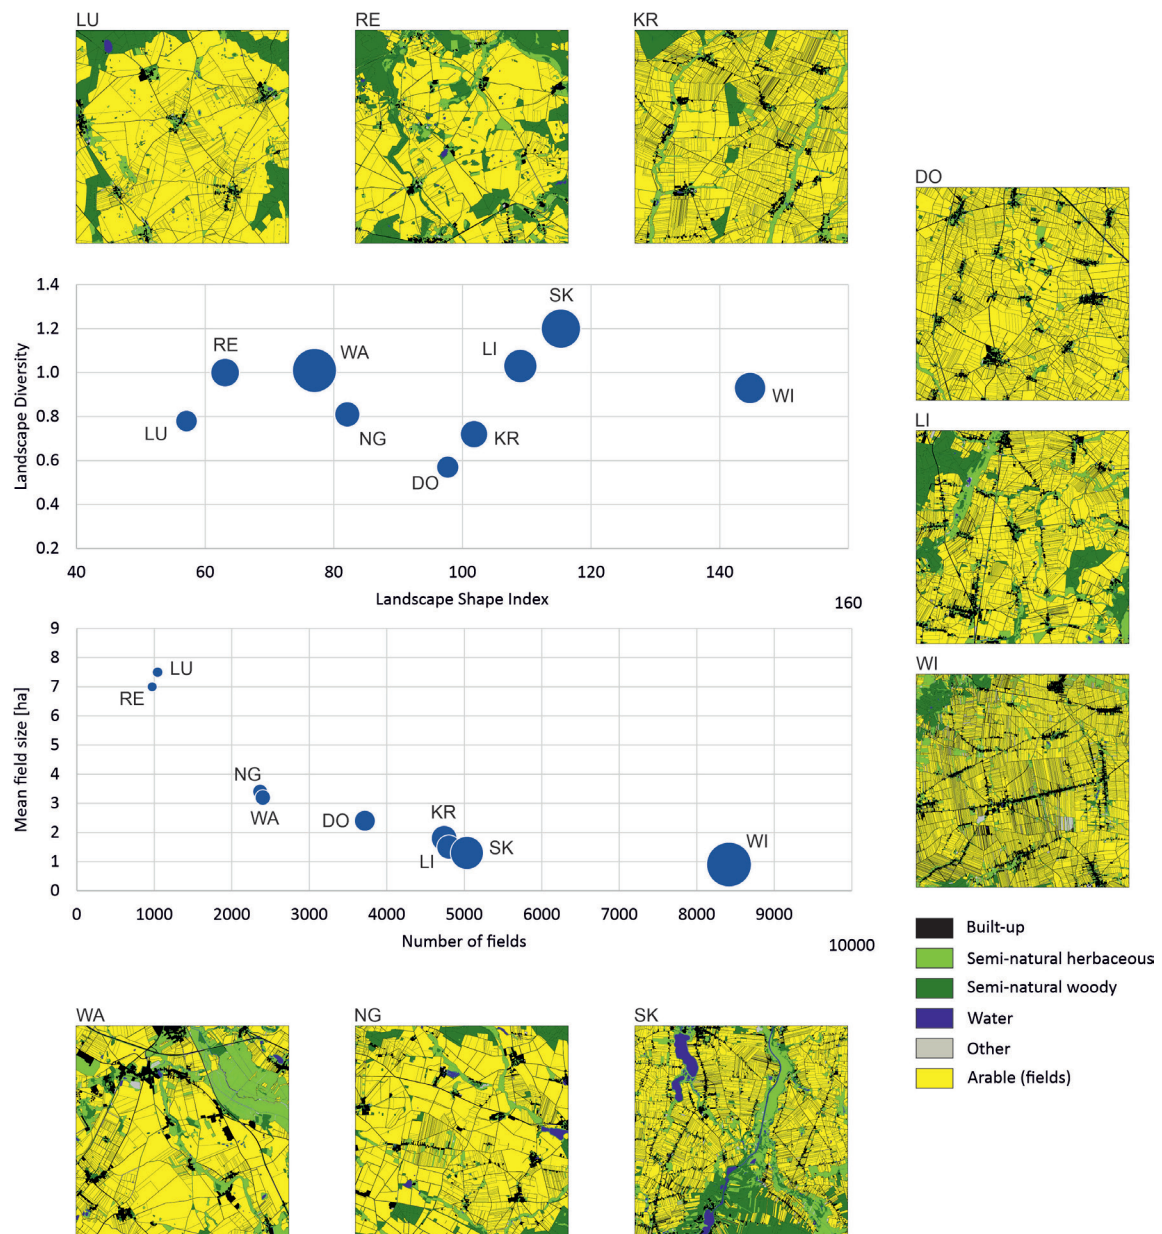 LU
RE
KR
DO
LI
WI
1.4
1.2
1.0
0.8
0.6
0.4
0.2
Landscape Diversity
SK
RE
WA
LI
WI
LU
NG
KR
DO
40
60
80
100
120
140
160
Landscape Shape Index
9
8
7
6
5
4
3
2
1
0
Mean field size [ha]
LU
RE
NG
WA
DO
KR
LI
SK
WI
0
1000
2000
3000
4000
5000
6000
7000
8000
9000
10000
Number of fields
Built-up
Semi-natural herbaceous
Semi-natural woody
Water
Other
Arable (fields)
WA
NG
SK